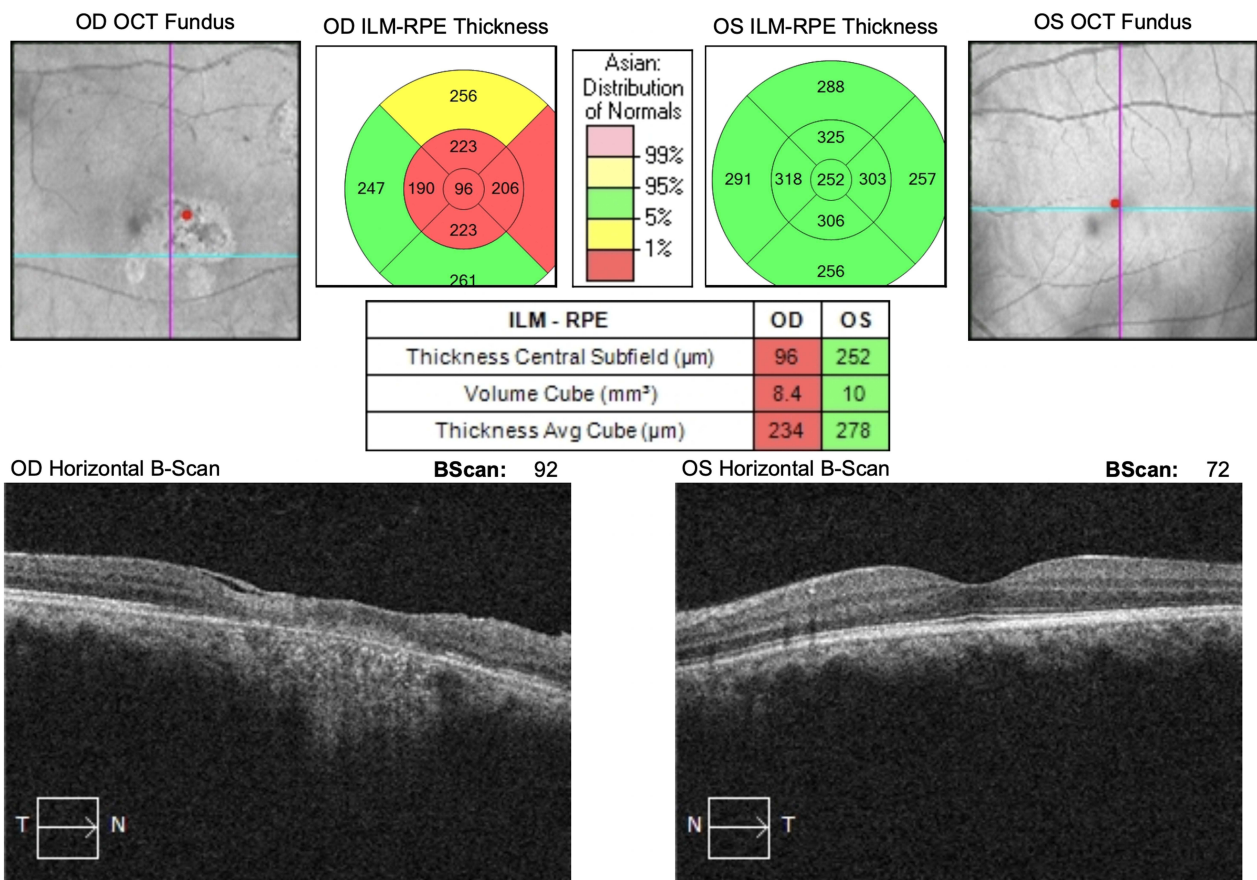 OD OCT Fundus
OD ILM-RPE Thickness
OS ILM-RPE Thickness
OS OCT Fundus
256
223
247
190
96
206
223
261
Asian:
Distribution
of Normals
99%
95%
5%
1%
288
325
291
318
252
303
257
306
256
ILM - RPE OD OS
Thickness Central Subfield (μm) 96 252
Volume Cube (mm³) 8.4 10
Thickness Avg Cube (μm) 234 278
OD Horizontal B-Scan BScan: 92
OS Horizontal B-Scan BScan: 72
T N
N T